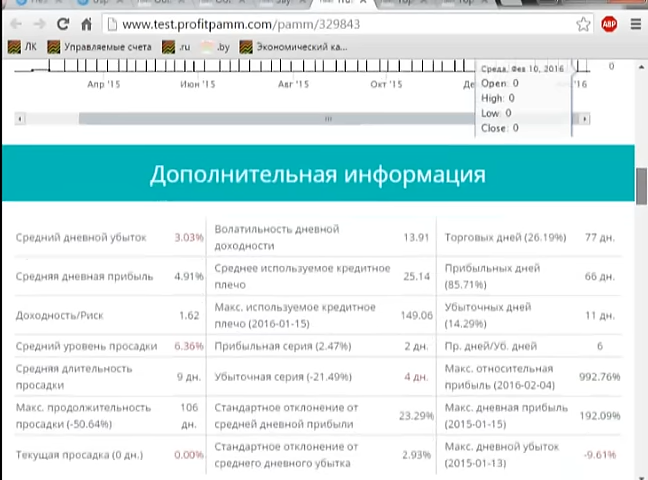 www.test.profitpamm.com/pamm/329843
ABP
ЛК Управляемые счета .ru .by Экономический ка...
0
Апр '15 Июн '15 Авг '15 Окт '15 Де '16
Среда, Фев 10, 2016
Open: 0
High: 0
Low: 0
Close: 0
Дополнительная информация
Средний дневной убыток 3.03%
Волатильность дневной
доходности 13.91
Торговых дней (26.19%) 77 дн.
Средняя дневная прибыль 4.91%
Среднее используемое кредитное
плечо 25.14
Прибыльных дней
(85.71%) 66 дн.
Доходность/Риск 1.62
Макс. используемое кредитное
плечо (2016-01-15) 149.06
Убыточных дней
(14.29%) 11 дн.
Средний уровень просадки 6.36%
Прибыльная серия (2.47%) 2 дн.
Пр. дней/Уб. дней 6
Средняя длительность
просадки 9 дн.
Убыточная серия (-21.49%) 4 дн.
Макс. относительная
прибыль (2016-02-04) 992.76%
Макс. продолжительность
просадки (-50.64%) 106
дн.
Стандартное отклонение от
средней дневной прибыли 23.29%
Макс. дневная прибыль
(2015-01-15) 192.09%
Текущая просадка (0 дн.) 0.00%
Стандартное отклонение от
среднего дневного убытка 2.93%
Макс. дневной убыток
(2015-01-13) -9.61%